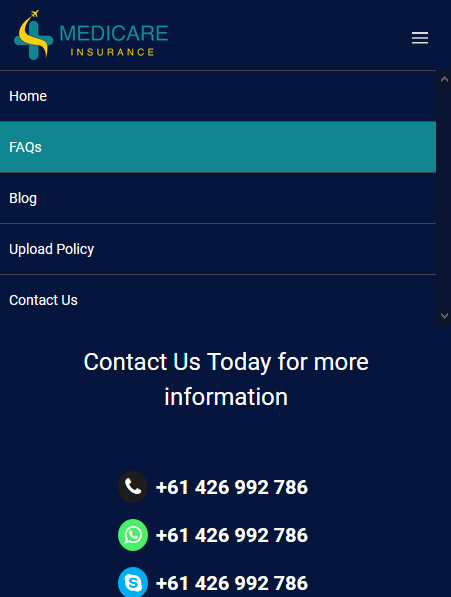 MEDICARE
INSURANCE
Home
FAQs
Blog
Upload Policy
Contact Us
Contact Us Today for more
information
+61 426 992 786
+61 426 992 786
+61 426 992 786